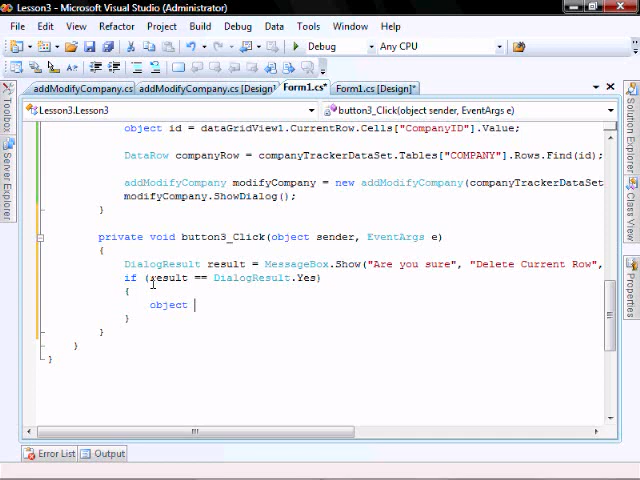 Lesson3 - Microsoft Visual Studio (Administrator)
File Edit View Refactor Project Build Debug Data Tools Test Window Help
Debug Any CPU
addModifyCompany.cs addModifyCompany.cs [Design] Form1.cs* Form1.cs [Design]*
Lesson3.Lesson3 button3_Click(object sender, EventArgs e)
object id = dataGridView1.CurrentRow.Cells["CompanyID"].Value;
DataRow companyRow = companyTrackerDataSet.Tables["COMPANY"].Rows.Find(id);
addModifyCompany modifyCompany = new addModifyCompany(companyTrackerDataSet
modifyCompany.ShowDialog();
}
private void button3_Click(object sender, EventArgs e)
{
DialogResult result = MessageBox.Show("Are you sure", "Delete Current Row",
if (result == DialogResult.Yes)
{
object
}
}
}
}
Toolbox
Server Explorer
Solution Explorer
Class View
Properties
Error List Output